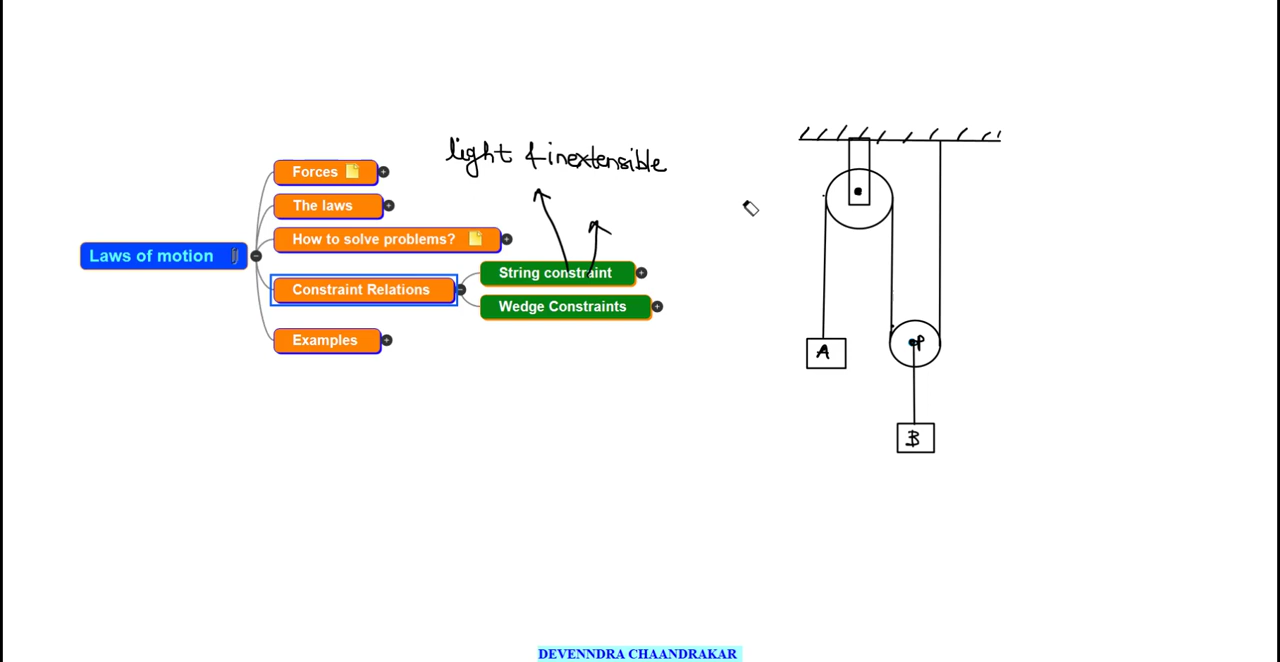 light & inextensible
Forces
The laws
How to solve problems?
Laws of motion
String constraint
Constraint Relations
Wedge Constraints
Examples
A
P
B
DEVENNDRA CHAANDRAKAR